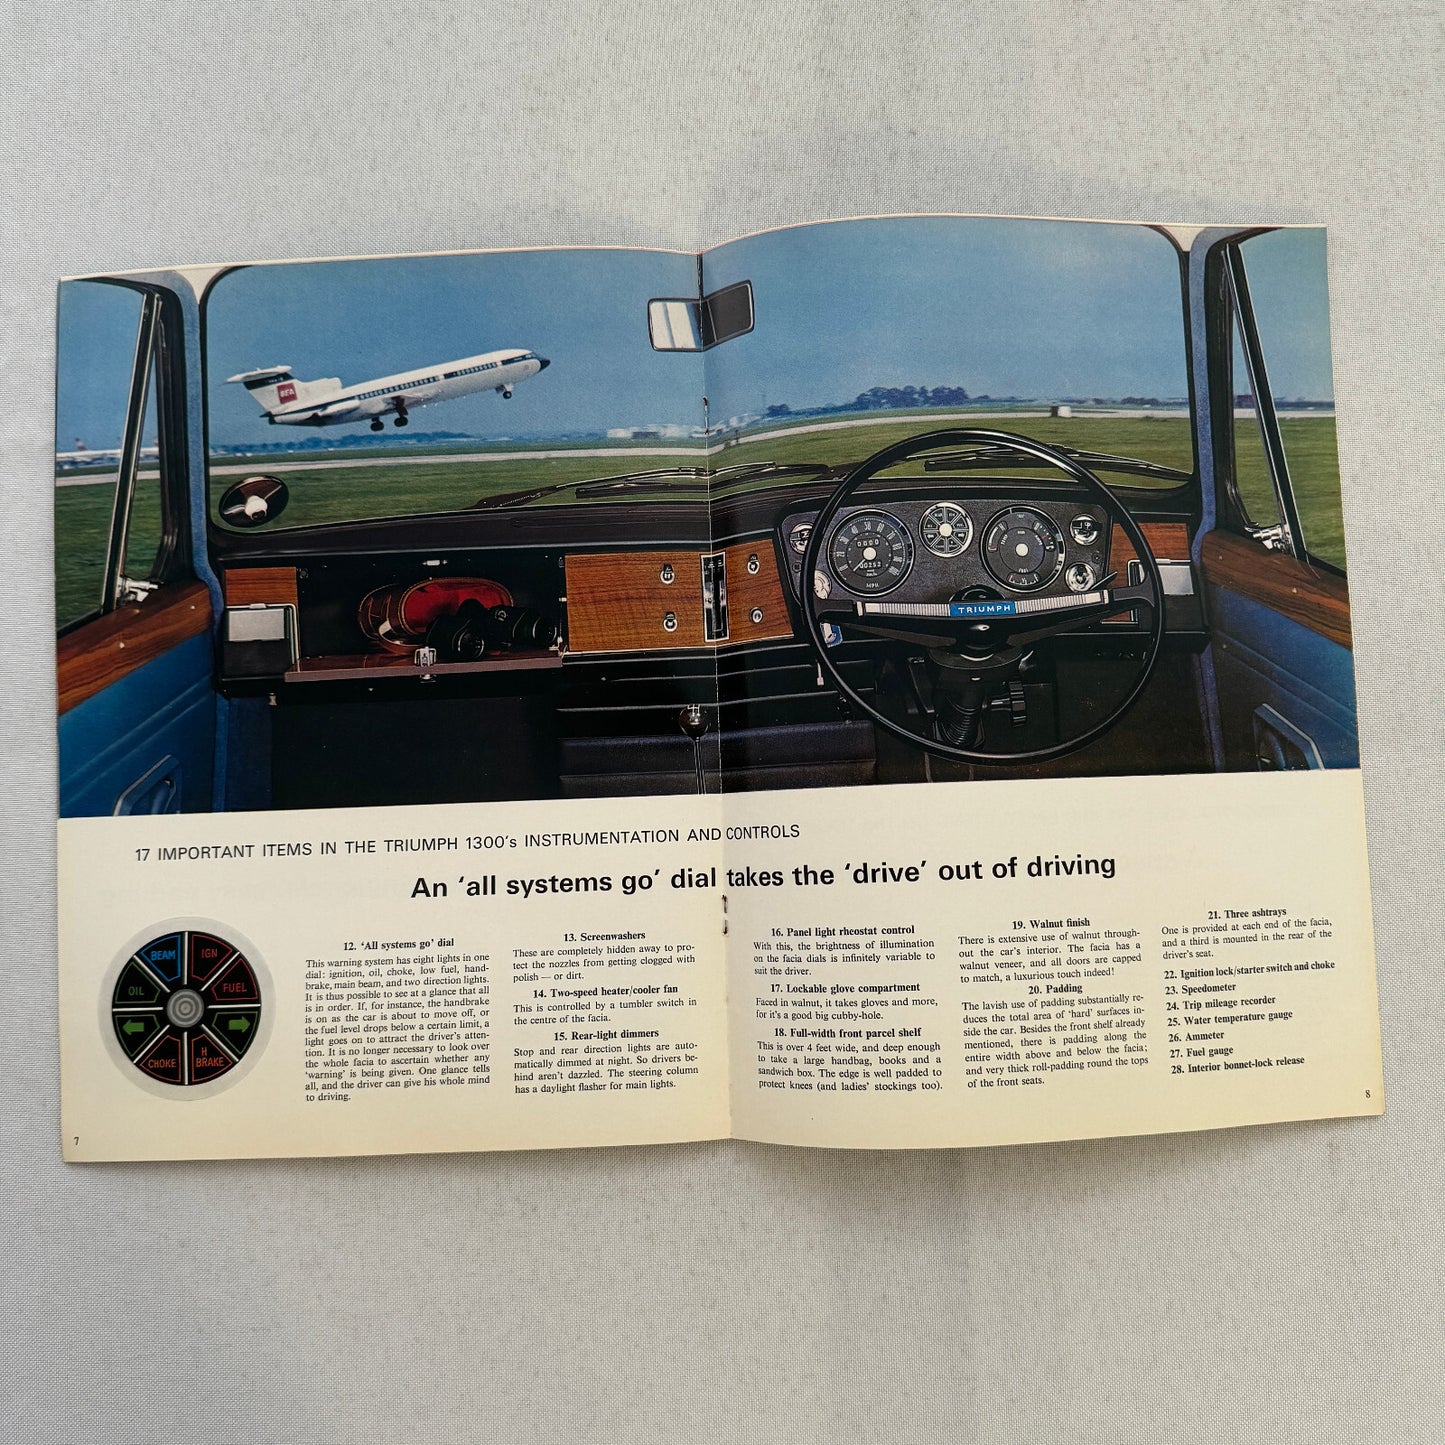 BEA
TRIUMPH
MPH
17 IMPORTANT ITEMS IN THE TRIUMPH 1300's INSTRUMENTATION AND CONTROLS
An ‘all systems go’ dial takes the ‘drive’ out of driving
BEAM
IGN
OIL
FUEL
CHOKE
H
BRAKE
12. ‘All systems go’ dial
This warning system has eight lights in one
dial: ignition, oil, choke, low fuel, hand-
brake, main beam, and two direction lights.
It is thus possible to see at a glance that all
is in order. If, for instance, the handbrake
is on as the car is about to move off, or
the fuel level drops below a certain limit, a
light goes on to attract the driver's atten-
tion. It is no longer necessary to look over
the whole facia to ascertain whether any
‘warning’ is being given. One glance tells
all, and the driver can give his whole mind
to driving.
13. Screenwashers
These are completely hidden away to pro-
tect the nozzles from getting clogged with
polish — or dirt.
14. Two-speed heater/cooler fan
This is controlled by a tumbler switch in
the centre of the facia.
15. Rear-light dimmers
Stop and rear direction lights are auto-
matically dimmed at night. So drivers be-
hind aren't dazzled. The steering column
has a daylight flasher for main lights.
7
16. Panel light rheostat control
With this, the brightness of illumination
on the facia dials is infinitely variable to
suit the driver.
17. Lockable glove compartment
Faced in walnut, it takes gloves and more,
for it's a good big cubby-hole.
18. Full-width front parcel shelf
This is over 4 feet wide, and deep enough
to take a large handbag, books and a
sandwich box. The edge is well padded to
protect knees (and ladies' stockings too).
19. Walnut finish
There is extensive use of walnut through-
out the car's interior. The facia has a
walnut veneer, and all doors are capped
to match, a luxurious touch indeed!
20. Padding
The lavish use of padding substantially re-
duces the total area of ‘hard’ surfaces in-
side the car. Besides the front shelf already
mentioned, there is padding along the
entire width above and below the facia;
and very thick roll-padding round the tops
of the front seats.
21. Three ashtrays
One is provided at each end of the facia,
and a third is mounted in the rear of the
driver's seat.
22. Ignition lock/starter switch and choke
23. Speedometer
24. Trip mileage recorder
25. Water temperature gauge
26. Ammeter
27. Fuel gauge
28. Interior bonnet-lock release
8